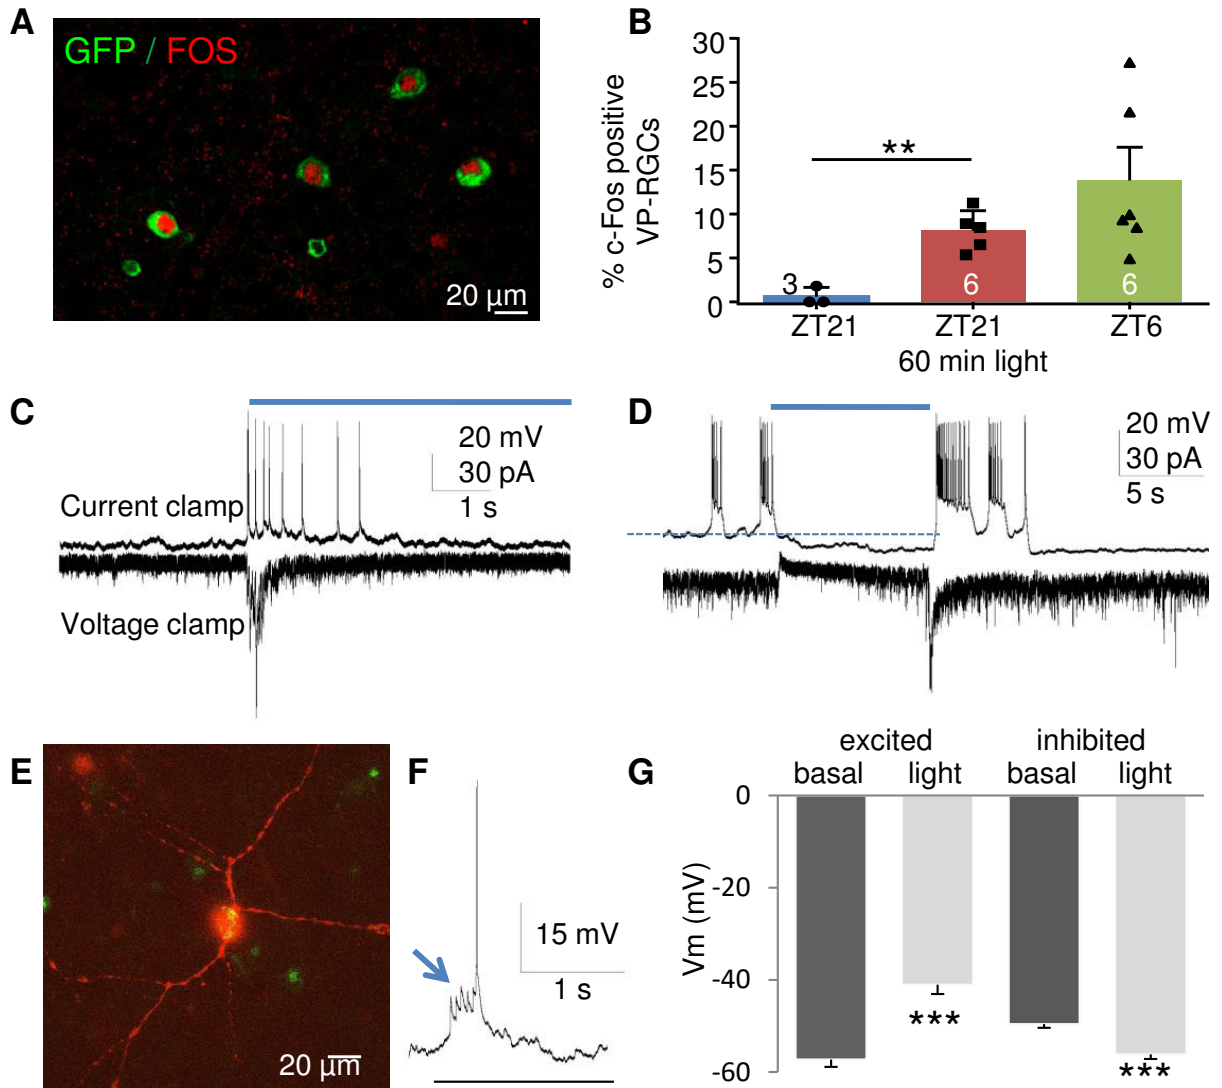 A
GFP / FOS
20 µm
B
% c-Fos positive
VP-RGCs
30
25
20
15
10
5
0
**
3
6
6
ZT21
ZT21
ZT6
60 min light
C
20 mV
30 pA
1 s
Current clamp
Voltage clamp
D
20 mV
30 pA
5 s
E
20 µm
F
15 mV
1 s
G
excited
inhibited
basal
light
basal
light
Vm (mV)
0
-20
-40
-60
***
***